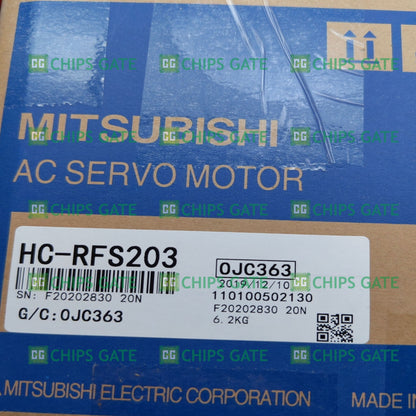 MITSUBISHI
AC SERVO MOTOR
HC-RFS203
0JC363
2019/12/10
SN: F20202830 20N
110100502130
F20202830 20N
G/C:0JC363
6.2KG
MITSUBISHI ELECTRIC CORPORATION
MADE IN
CG CHIPS GATE